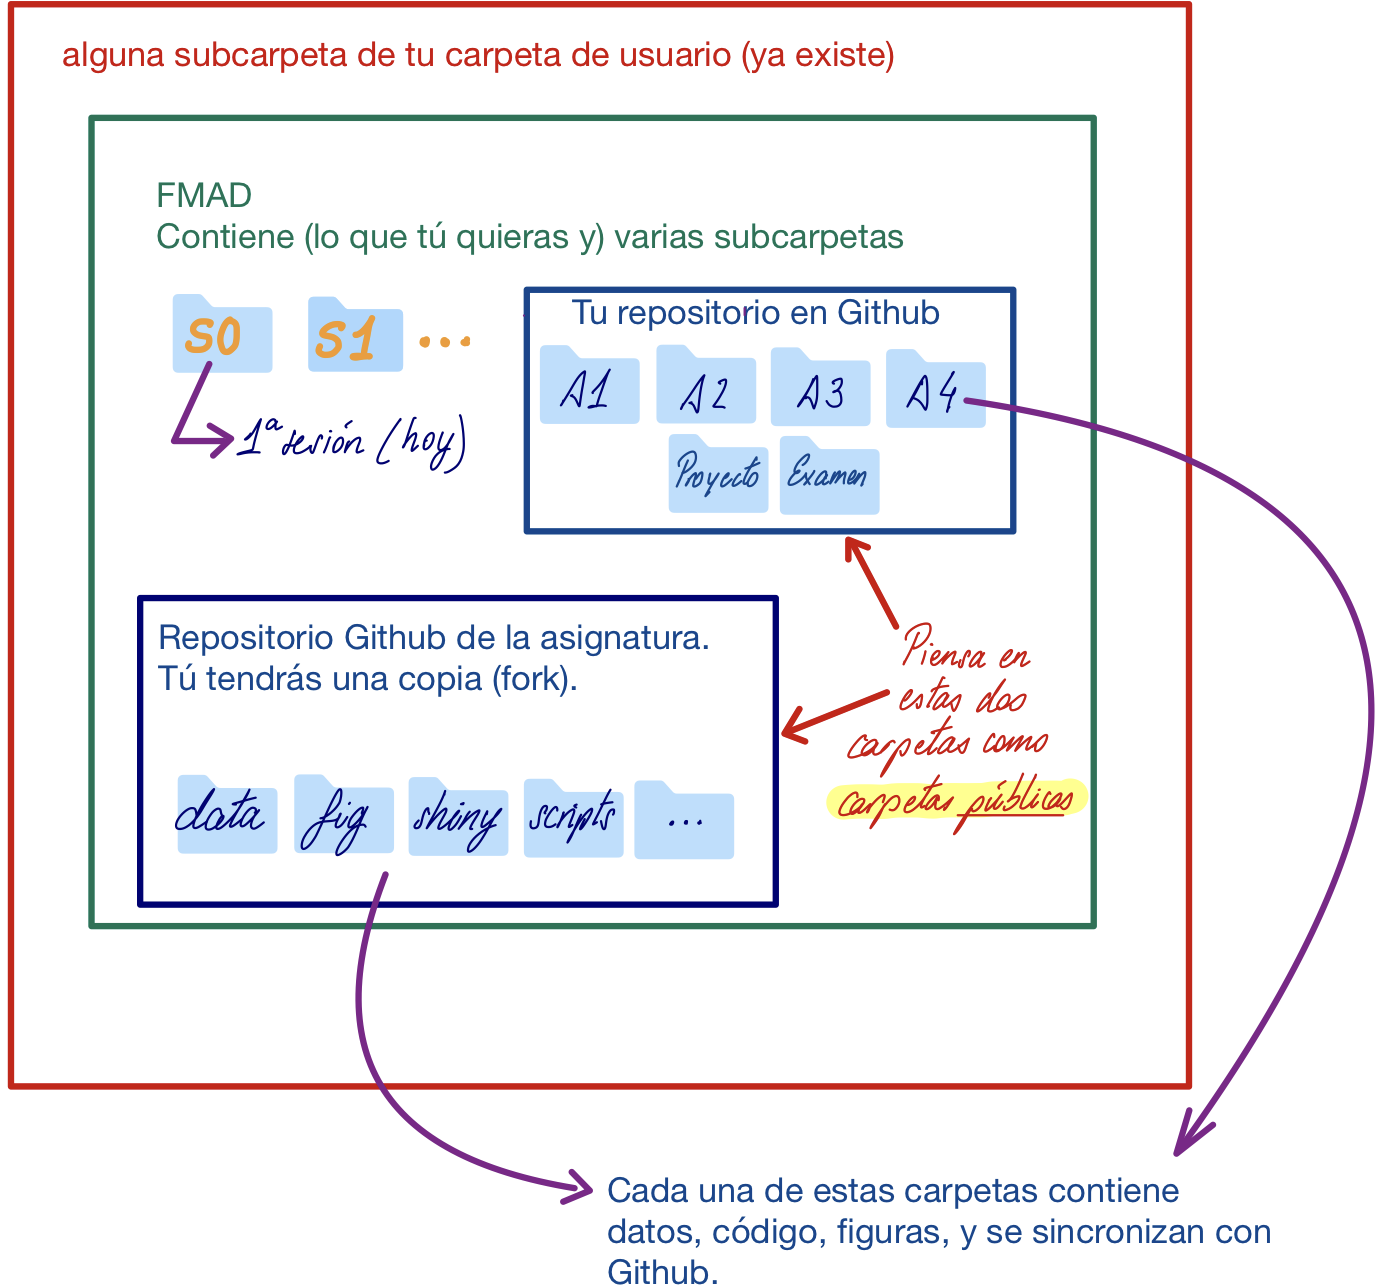 alguna subcarpeta de tu carpeta de usuario (ya existe)
FMAD
Contiene (lo que tú quieras y) varias subcarpetas
S0
S1
...
1ª sesión (hoy)
Tu repositorio en Github
A1
A2
A3
A4
Proyecto
Examen
Repositorio Github de la asignatura.
Tú tendrás una copia (fork).
data
fig
shiny
scripts
...
Piensa en
estas dos
carpetas como
carpetas públicas
Cada una de estas carpetas contiene
datos, código, figuras, y se sincronizan con
Github.